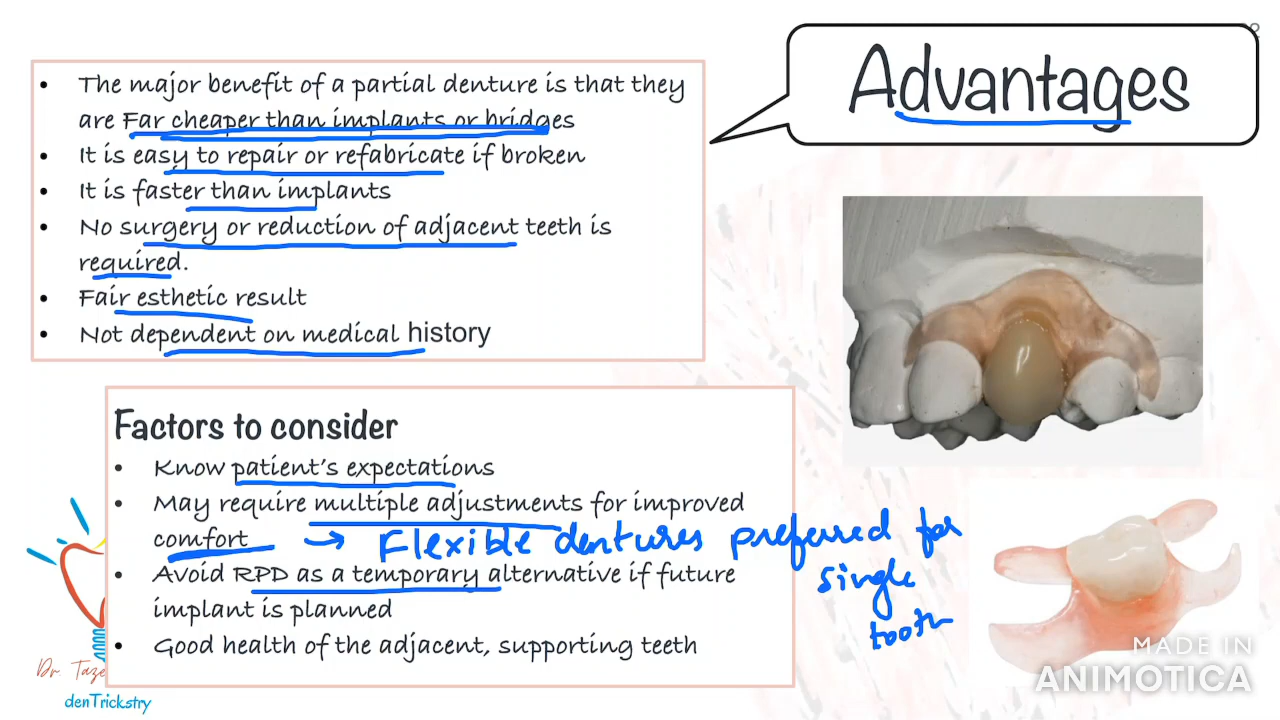 Advantages
• The major benefit of a partial denture is that they
are Far cheaper than implants or bridges
• It is easy to repair or refabricate if broken
• It is faster than implants
• No surgery or reduction of adjacent teeth is
required.
• Fair esthetic result
• Not dependent on medical history
Factors to consider
• Know patient's expectations
• May require multiple adjustments for improved
comfort → Flexible dentures preferred for
single
tooth
• Avoid RPD as a temporary alternative if future
implant is planned
• Good health of the adjacent, supporting teeth
Dr.
denTrickstry
MADE IN
ANIMOTICA